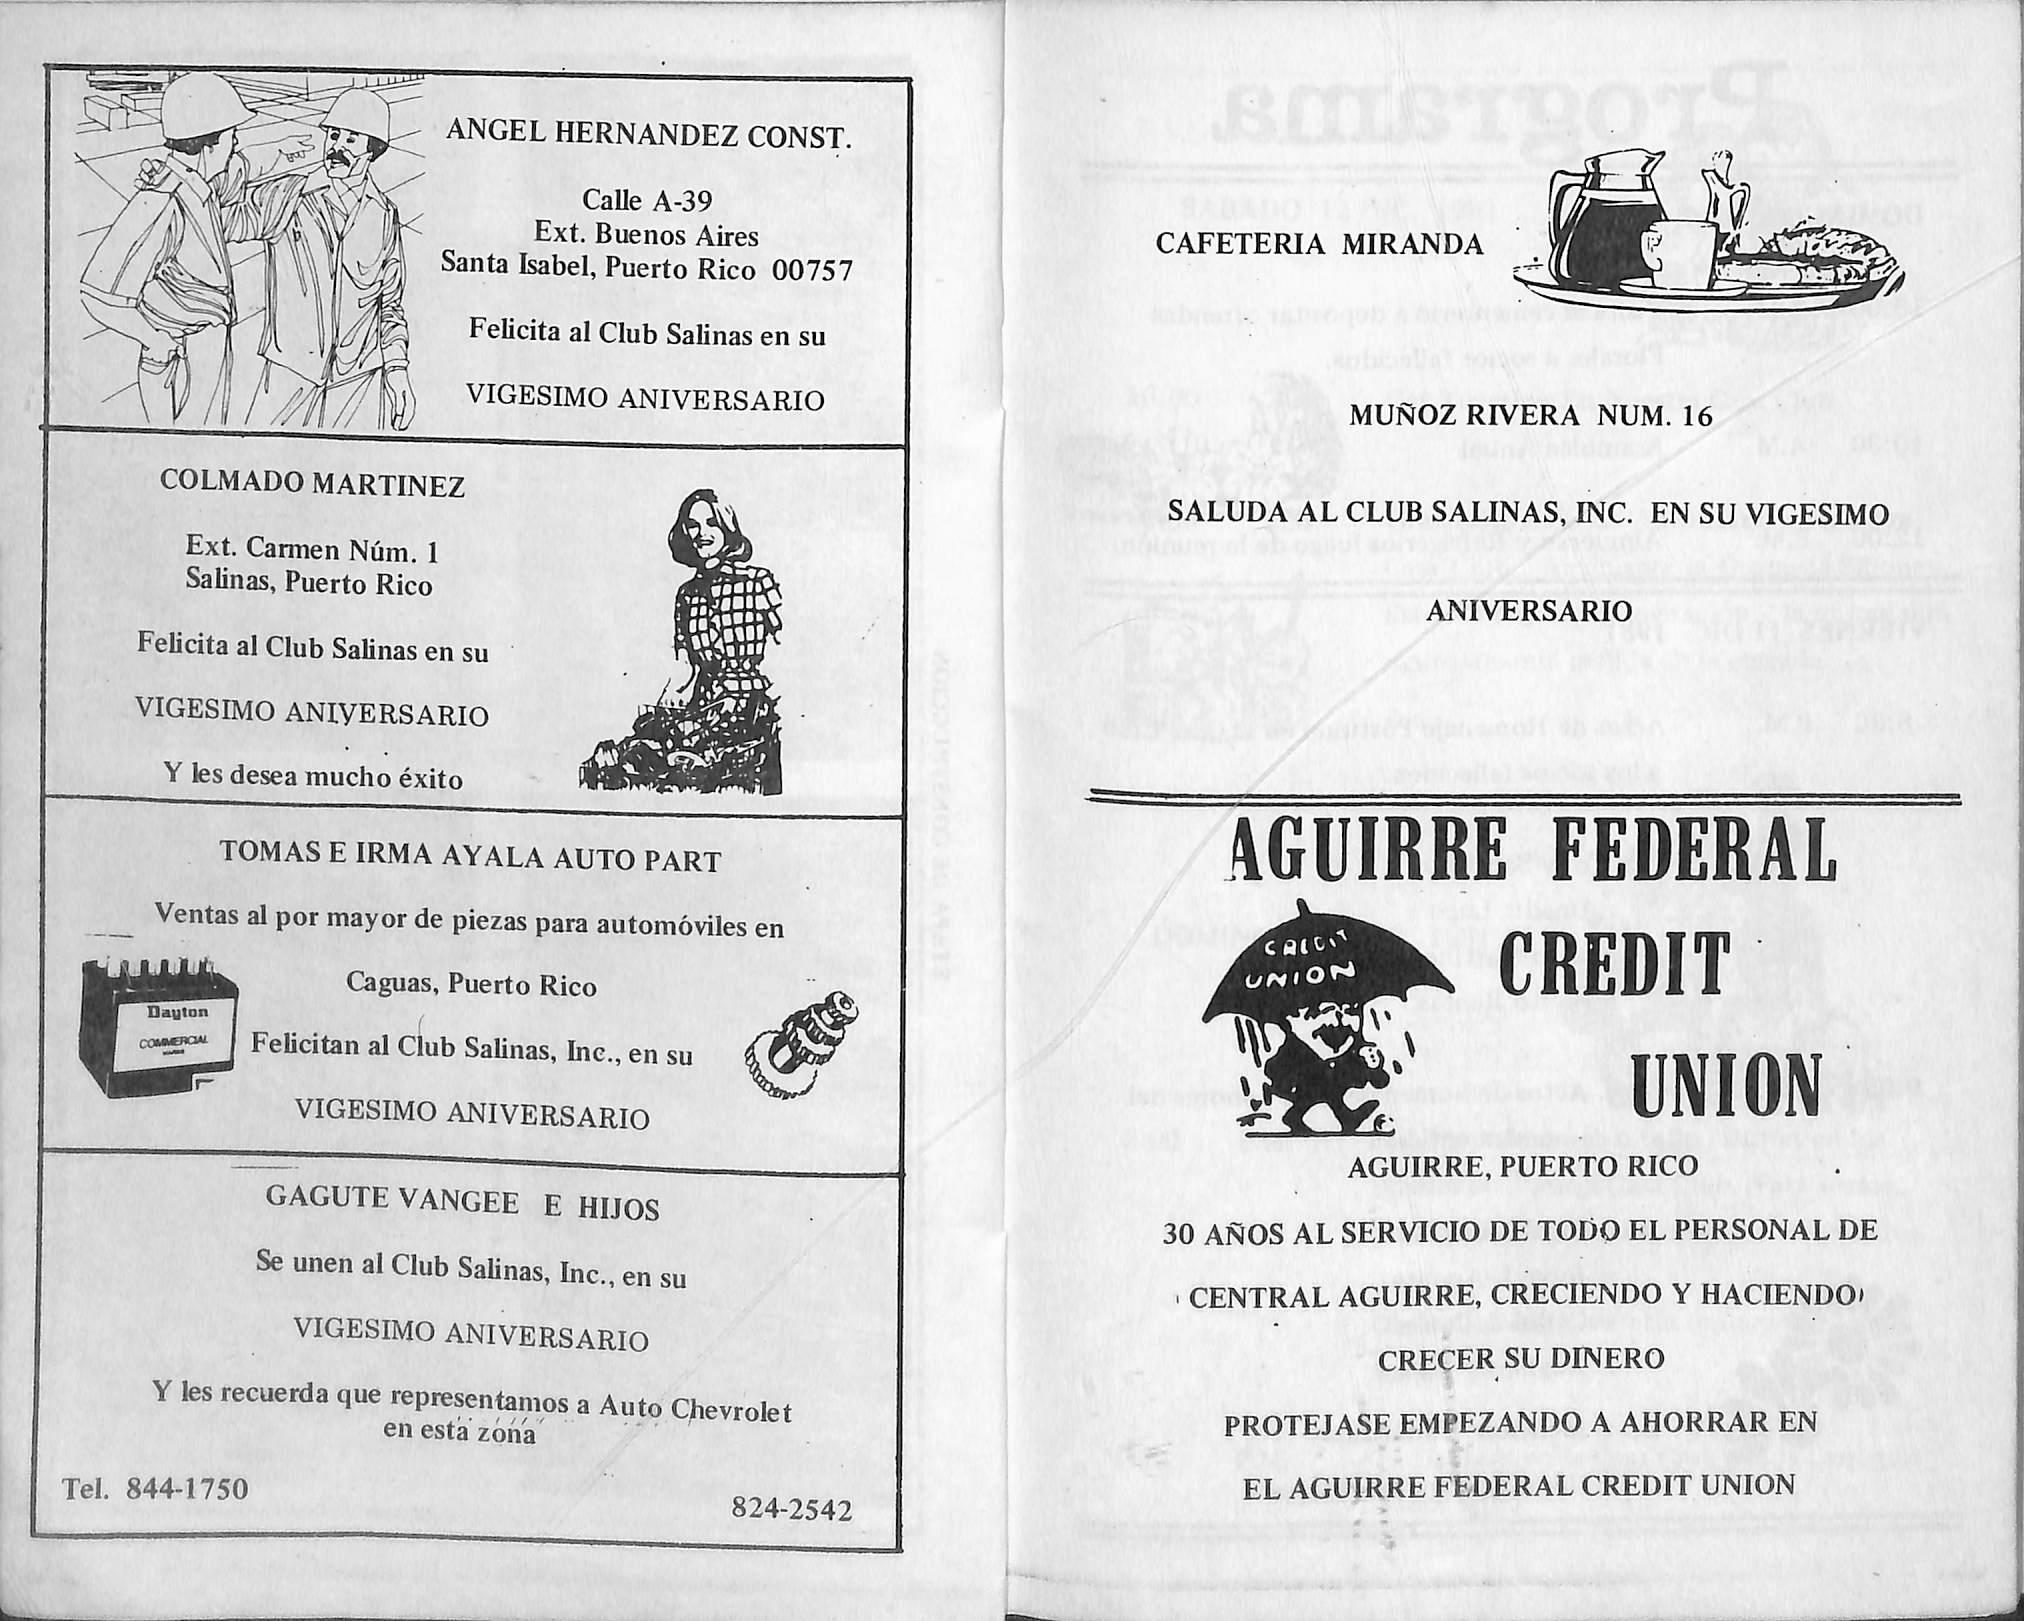 ANGEL HERNANDEZ CONST.
Calle A-39
Ext. Buenos Aires
Santa Isabel, Puerto Rico 00757
Felicita al Club Salinas en su
VIGESIMO ANIVERSARIO
COLMADO MARTINEZ
Ext. Carmen Núm. 1
Salinas, Puerto Rico
Felicita al Club Salinas en su
VIGESIMO ANIVERSARIO
Y les desea mucho éxito
TOMAS E IRMA AYALA AUTO PART
Ventas al por mayor de piezas para automóviles en
Caguas, Puerto Rico
Dayton
COMMERCIAL
Felicitan al Club Salinas, Inc., en su
VIGESIMO ANIVERSARIO
GAGUTE VANGEE E HIJOS
Se unen al Club Salinas, Inc., en su
VIGESIMO ANIVERSARIO
Y les recuerda que representamos a Auto Chevrolet
en esta zona
Tel. 844-1750
824-2542
CAFETERIA MIRANDA
MUÑOZ RIVERA NUM. 16
SALUDA AL CLUB SALINAS, INC. EN SU VIGESIMO
ANIVERSARIO
AGUIRRE FEDERAL
CREDIT
UNION
CREDIT
UNION
AGUIRRE, PUERTO RICO
30 AÑOS AL SERVICIO DE TODO EL PERSONAL DE
CENTRAL AGUIRRE, CRECIENDO Y HACIENDO
CRECER SU DINERO
PROTEJASE EMPEZANDO A AHORRAR EN
EL AGUIRRE FEDERAL CREDIT UNION